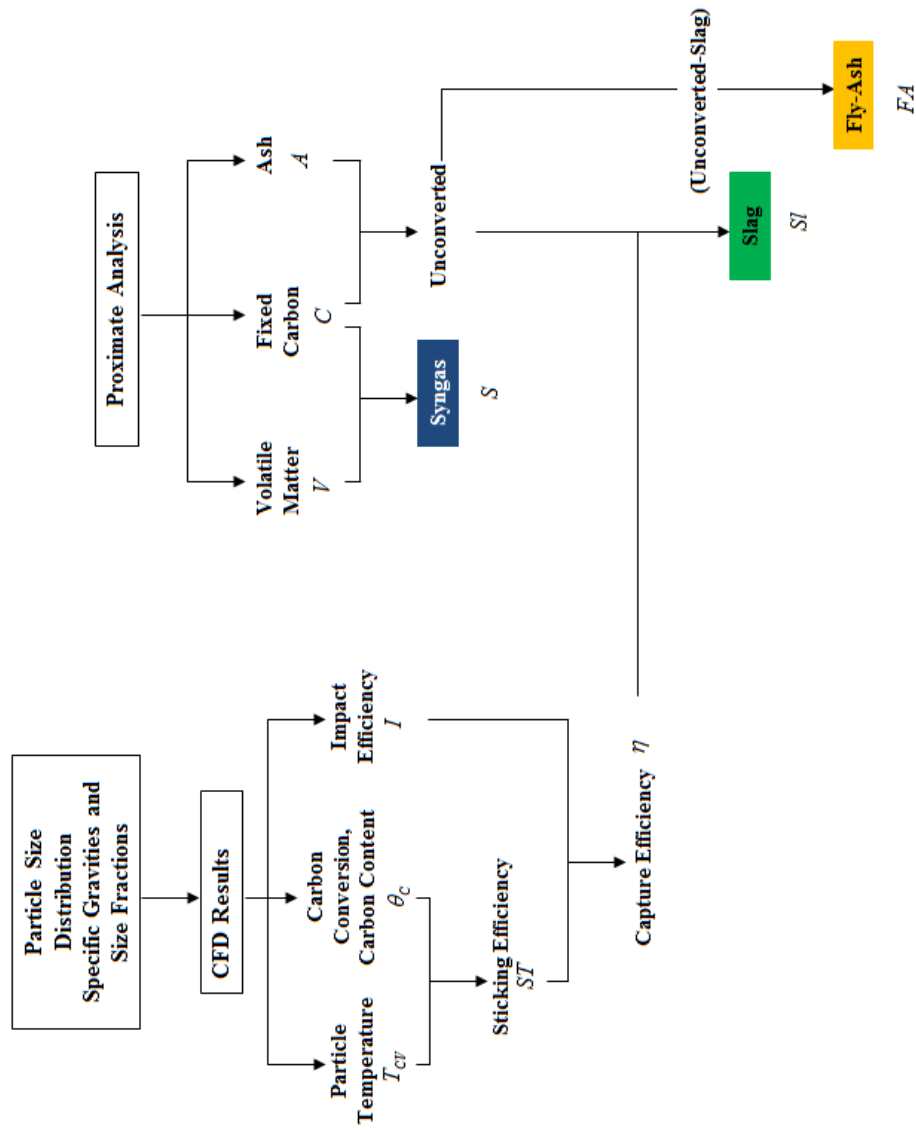 Particle Size
Distribution
Specific Gravities and
Size Fractions
CFD Results
Particle
Temperature
T_cv
Carbon
Conversion,
Carbon Content
θ_c
Impact
Efficiency
I
Sticking Efficiency
ST
Capture Efficiency η
Proximate Analysis
Volatile
Matter
V
Fixed
Carbon
C
Ash
A
Syngas
S
Unconverted
(Unconverted-Slag)
Slag
Sl
Fly-Ash
FA